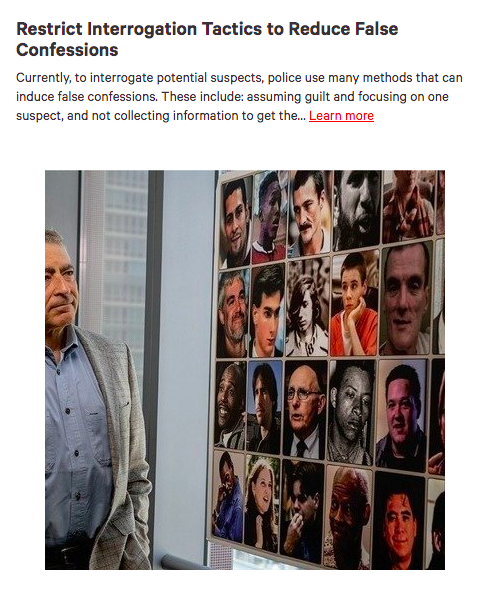 Restrict Interrogation Tactics to Reduce False
Confessions
Currently, to interrogate potential suspects, police use many methods that can
induce false confessions. These include: assuming guilt and focusing on one
suspect, and not collecting information to get the... Learn more